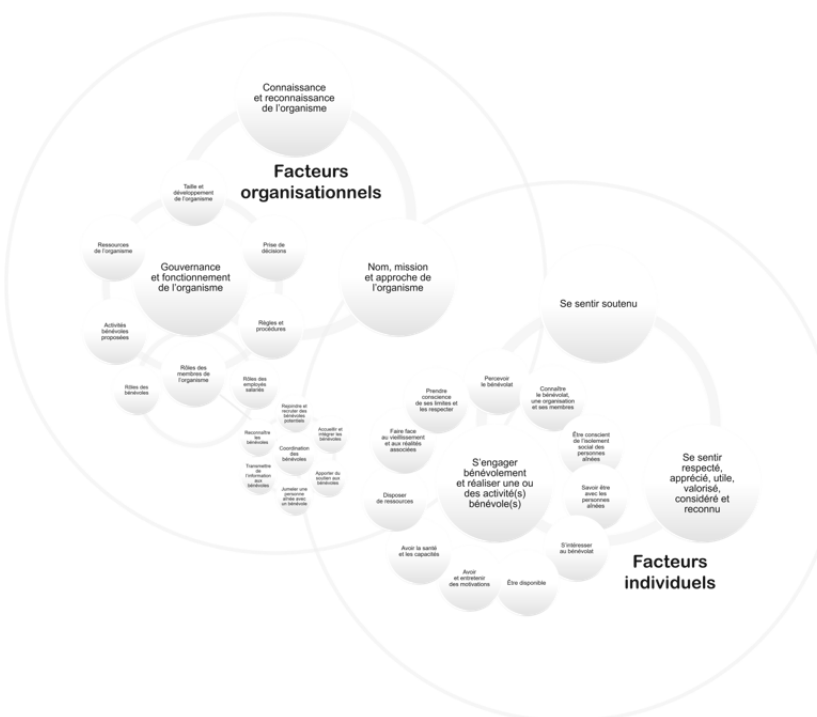 Connaissance
et reconnaissance
de l'organisme
Facteurs
organisationnels
Taille et
développement
de l'organisme
Ressources
de l'organisme
Prise de
décisions
Gouvernance
et fonctionnement
de l'organisme
Nom, mission
et approche de
l'organisme
Activités
bénévoles
proposées
Règles et
procédures
Rôles des
membres de
l'organisme
Rôles des
bénévoles
Rôles des
employés
salariés
Rejoindre et
recruter des
bénévoles
potentiels
Reconnaître
les
bénévoles
Accueillir et
intégrer les
bénévoles
Coordination
des
bénévoles
Transmettre
de
l'information
aux
bénévoles
Apporter du
soutien aux
bénévoles
Jumeler une
personne
aînée avec
un bénévole
Se sentir soutenu
Percevoir
le bénévolat
Prendre
conscience
de ses limites et
les respecter
Connaître
le bénévolat,
une organisation
et ses membres
Faire face
au vieillissement
et aux réalités
associées
Être conscient
de l'isolement
social des
personnes
aînées
S'engager
bénévolement
et réaliser une ou
des activité(s)
bénévole(s)
Se sentir
respecté,
apprécié, utile,
valorisé,
considéré et
reconnu
Disposer
de ressources
Savoir être
avec les
personnes
aînées
Avoir la santé
et les capacités
S'intéresser
au bénévolat
Avoir
et entretenir
des motivations
Être disponible
Facteurs
individuels